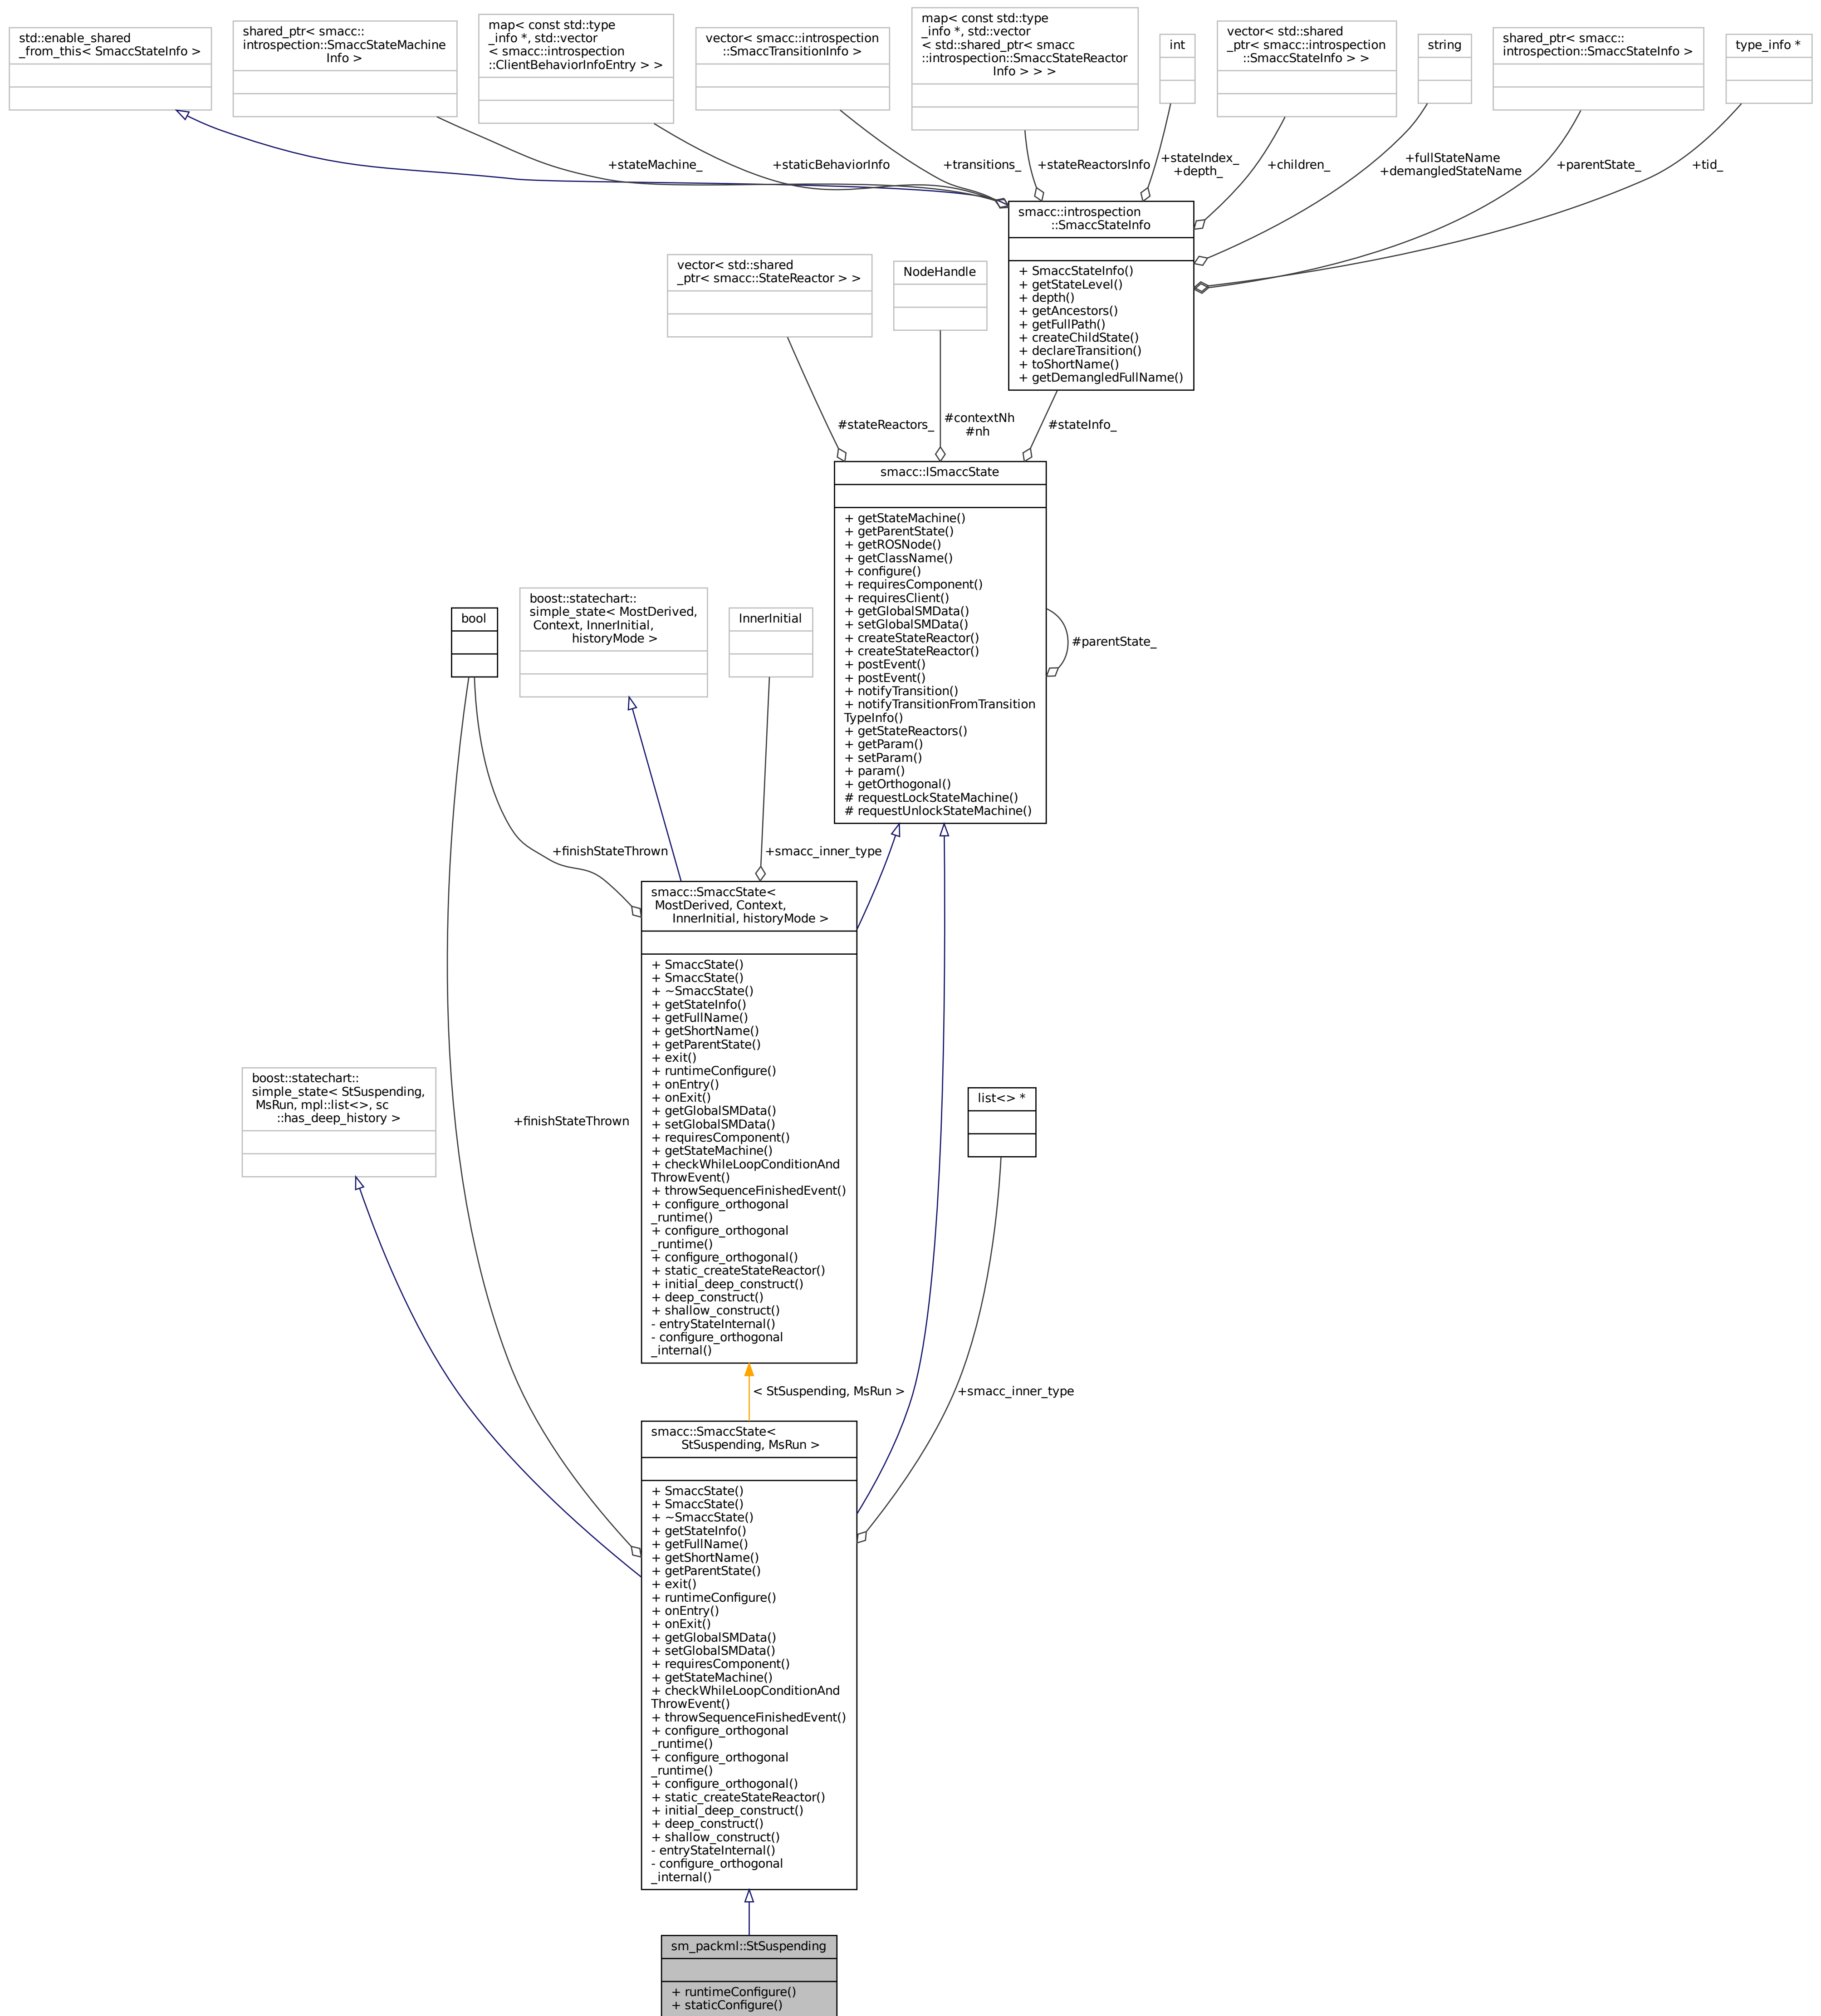 std::enable_shared
_from_this< SmaccStateInfo >
shared_ptr< smacc::
introspection::SmaccStateMachine
Info >
map< const std::type
_info *, std::vector
< smacc::introspection
::ClientBehaviorInfoEntry > >
vector< smacc::introspection
::SmaccTransitionInfo >
map< const std::type
_info *, std::vector
< std::shared_ptr< smacc
::introspection::SmaccStateReactor
Info > > >
int
vector< std::shared
_ptr< smacc::introspection
::SmaccStateInfo > >
string
shared_ptr< smacc::
introspection::SmaccStateInfo >
type_info *
+stateMachine_
+staticBehaviorInfo
+transitions_
+stateReactorsInfo
+stateIndex_
+depth_
+children_
+fullStateName
+demangledStateName
+parentState_
+tid_
smacc::introspection
::SmaccStateInfo
+ SmaccStateInfo()
+ getStateLevel()
+ depth()
+ getAncestors()
+ getFullPath()
+ createChildState()
+ declareTransition()
+ toShortName()
+ getDemangledFullName()
vector< std::shared
_ptr< smacc::StateReactor > >
NodeHandle
#stateReactors_
#contextNh
#nh
#stateInfo_
smacc::ISmaccState
+ getStateMachine()
+ getParentState()
+ getROSNode()
+ getClassName()
+ configure()
+ requiresComponent()
+ requiresClient()
+ getGlobalSMData()
+ setGlobalSMData()
+ createStateReactor()
+ createStateReactor()
+ postEvent()
+ postEvent()
+ notifyTransition()
+ notifyTransitionFromTransition
TypeInfo()
+ getStateReactors()
+ getParam()
+ setParam()
+ param()
+ getOrthogonal()
# requestLockStateMachine()
# requestUnlockStateMachine()
#parentState_
bool
boost::statechart::
simple_state< MostDerived,
Context, InnerInitial,
historyMode >
InnerInitial
+finishStateThrown
+smacc_inner_type
smacc::SmaccState<
MostDerived, Context,
InnerInitial, historyMode >
+ SmaccState()
+ SmaccState()
+ ~SmaccState()
+ getStateInfo()
+ getFullName()
+ getShortName()
+ getParentState()
+ exit()
+ runtimeConfigure()
+ onEntry()
+ onExit()
+ getGlobalSMData()
+ setGlobalSMData()
+ requiresComponent()
+ getStateMachine()
+ checkWhileLoopConditionAnd
ThrowEvent()
+ throwSequenceFinishedEvent()
+ configure_orthogonal
_runtime()
+ configure_orthogonal
_runtime()
+ configure_orthogonal()
+ static_createStateReactor()
+ initial_deep_construct()
+ deep_construct()
+ shallow_construct()
- entryStateInternal()
- configure_orthogonal
_internal()
boost::statechart::
simple_state< StSuspending,
MsRun, mpl::list<>, sc
::has_deep_history >
+finishStateThrown
list<> *
< StSuspending, MsRun >
+smacc_inner_type
smacc::SmaccState<
StSuspending, MsRun >
+ SmaccState()
+ SmaccState()
+ ~SmaccState()
+ getStateInfo()
+ getFullName()
+ getShortName()
+ getParentState()
+ exit()
+ runtimeConfigure()
+ onEntry()
+ onExit()
+ getGlobalSMData()
+ setGlobalSMData()
+ requiresComponent()
+ getStateMachine()
+ checkWhileLoopConditionAnd
ThrowEvent()
+ throwSequenceFinishedEvent()
+ configure_orthogonal
_runtime()
+ configure_orthogonal
_runtime()
+ configure_orthogonal()
+ static_createStateReactor()
+ initial_deep_construct()
+ deep_construct()
+ shallow_construct()
- entryStateInternal()
- configure_orthogonal
_internal()
sm_packml::StSuspending
+ runtimeConfigure()
+ staticConfigure()